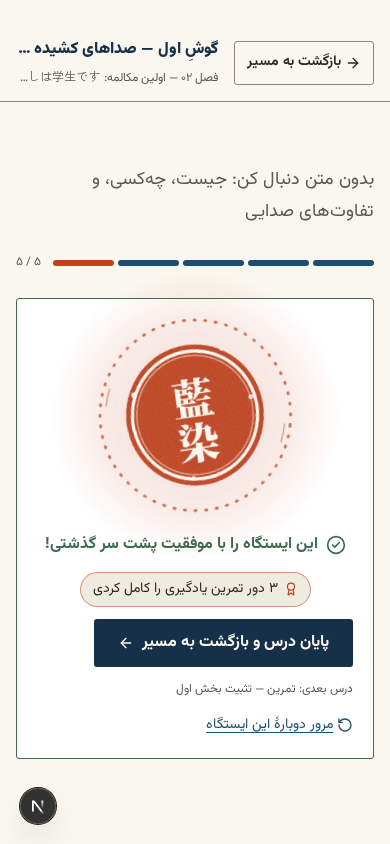 بازگشت به مسیر
گوشِ اول — صداهای کشیده ...
فصل ۰۲ — اولین مکالمه: しは学生です...
بدون متن دنبال کن: جیست، چه‌کسی، و
تفاوت‌های صدایی
۵ / ۵
藍
染
این ایستگاه را با موفقیت پشت سر گذشتی!
۳ دور تمرین یادگیری را کامل کردی
پایان درس و بازگشت به مسیر
درس بعدی: تمرین — تثبیت بخش اول
مرور دوبارهٔ این ایستگاه
N